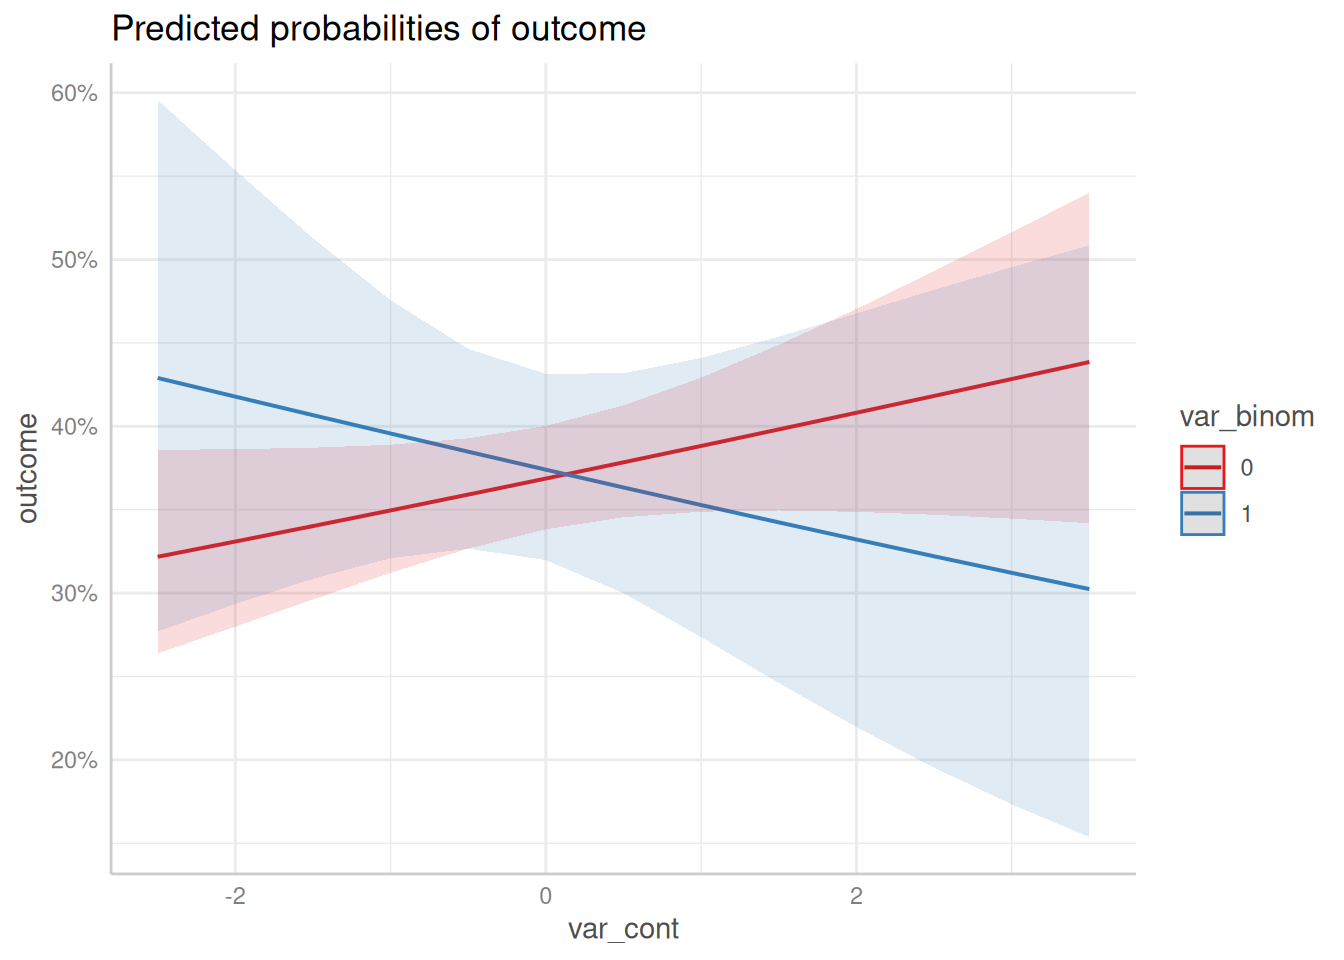 Predicted probabilities of outcome
60%
50%
40%
30%
20%
outcome
-2
0
2
var_cont
var_binom
0
1